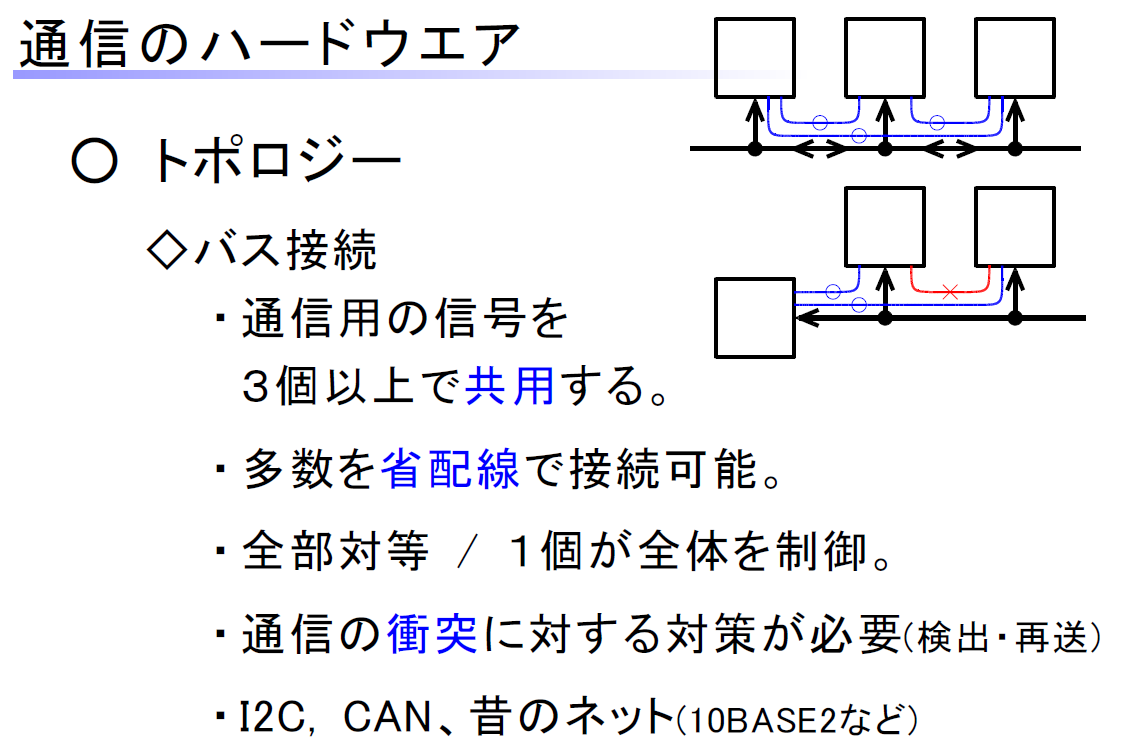 通信のハードウエア
○ トポロジー
◇バス接続
・通信用の信号を
３個以上で共用する。
・多数を省配線で接続可能。
・全部対等 / １個が全体を制御。
・通信の衝突に対する対策が必要(検出・再送)
・I2C, CAN、昔のネット(10BASE2など)